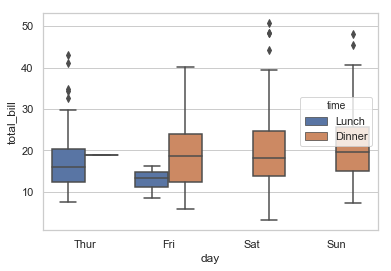 total_bill
50
40
30
20
10
time
Lunch
Dinner
Thur
Fri
Sat
Sun
day